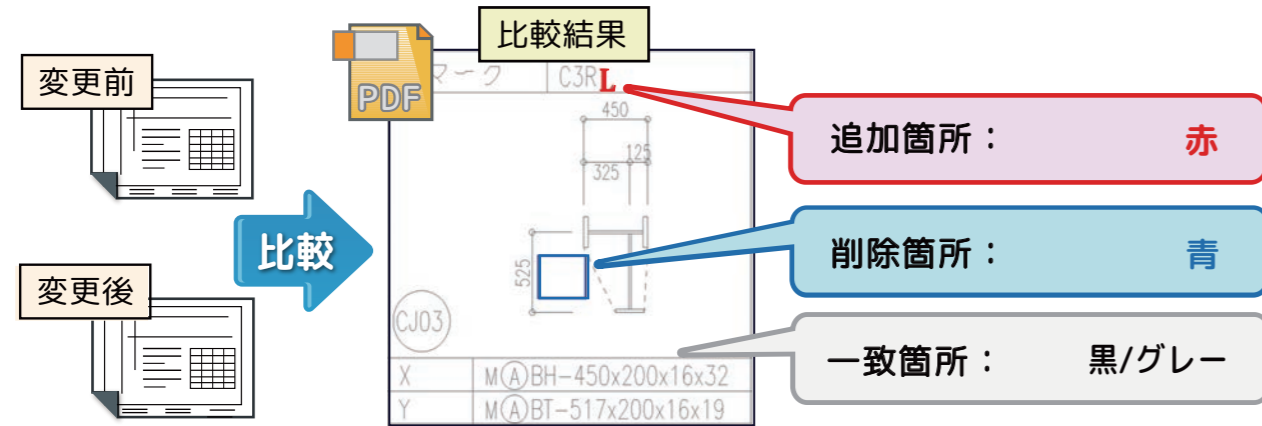 変更前
変更後
比較
PDF
比較結果
マーク C3RL
450
125
325
525
CJ03
X MⒶBH-450x200x16x32
Y MⒶBT-517x200x16x19
追加箇所： 赤
削除箇所： 青
一致箇所： 黒/グレー